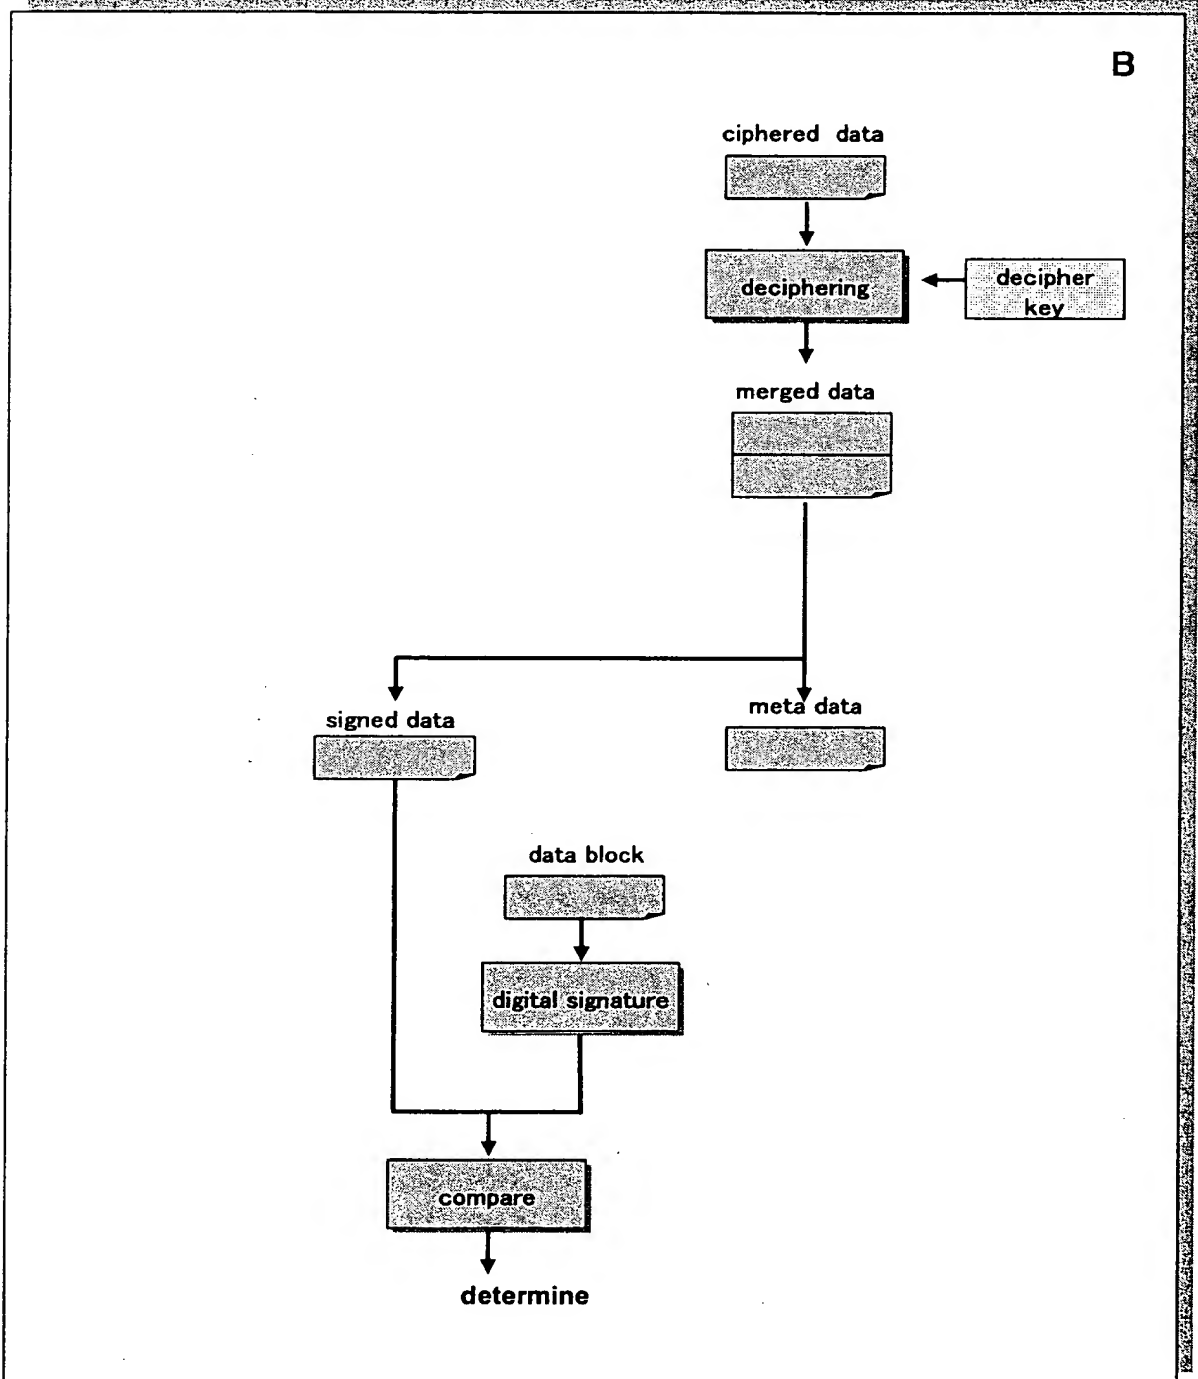 B
ciphered data
deciphering
decipher
key
merged data
signed data
meta data
data block
digital signature
compare
determine